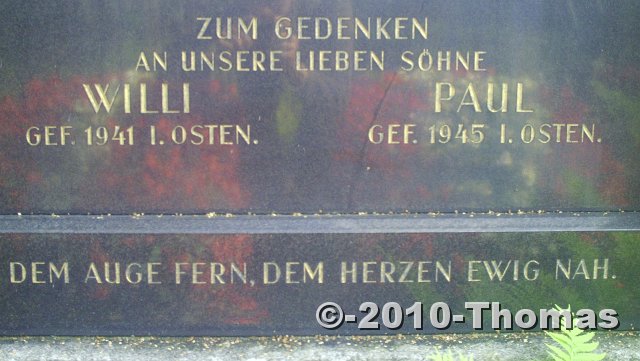 ZUM GEDENKEN
AN UNSERE LIEBEN SÖHNE
WILLI PAUL
GEF. 1941 I. OSTEN. GEF. 1945 I. OSTEN.
DEM AUGE FERN, DEM HERZEN EWIG NAH.
©-2010-Thomas